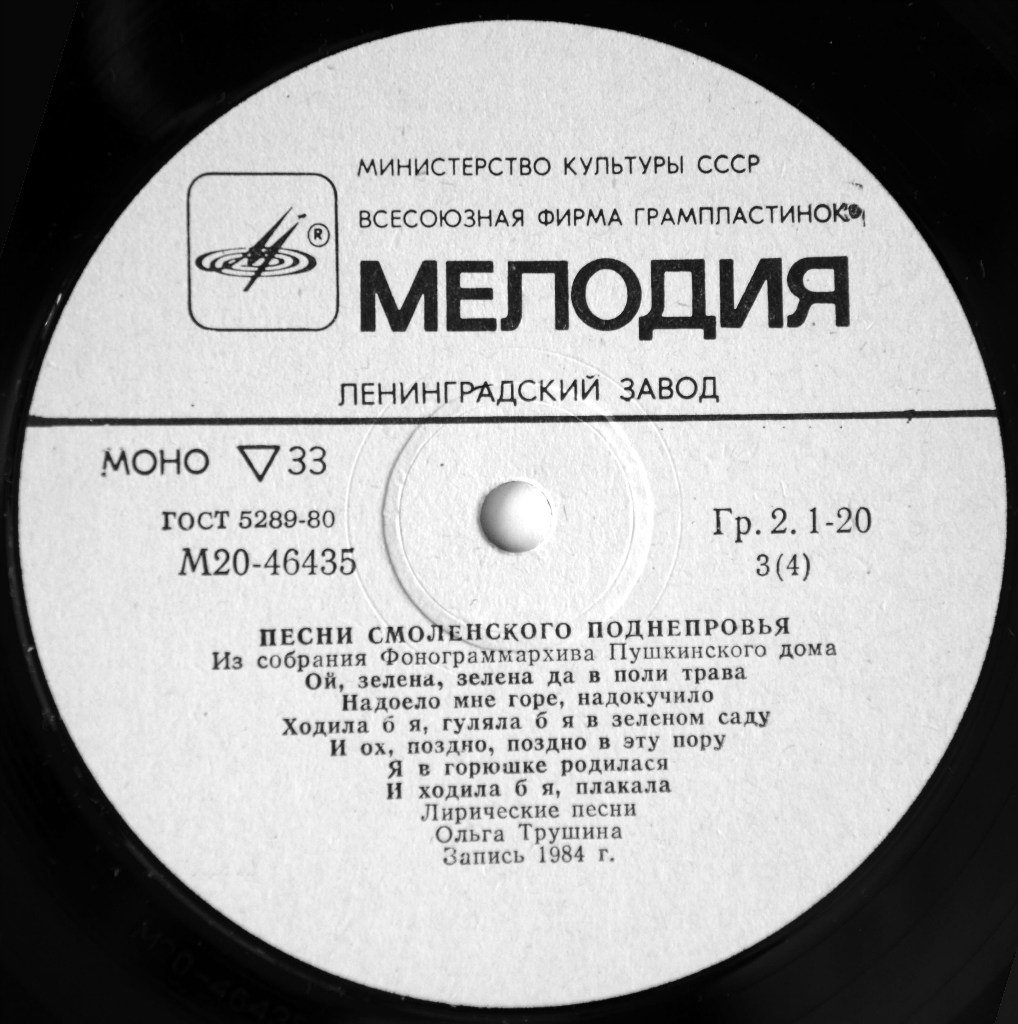 МИНИСТЕРСТВО КУЛЬТУРЫ СССР
ВСЕСОЮЗНАЯ ФИРМА ГРАМПЛАСТИНОК
®
МЕЛОДИЯ
ЛЕНИНГРАДСКИЙ ЗАВОД
МОНО ▽ 33
ГОСТ 5289-80
М20-46435
Гр. 2. 1-20
3(4)
ПЕСНИ СМОЛЕНСКОГО ПОДНЕПРОВЬЯ
Из собрания Фонограммархива Пушкинского дома
Ой, зелена, зелена да в поли трава
Надоело мне горе, надокучило
Ходила б я, гуляла б я в зеленом саду
И ох, поздно, поздно в эту пору
Я в горюшке родилася
И ходила б я, плакала
Лирические песни
Ольга Трушина
Запись 1984 г.